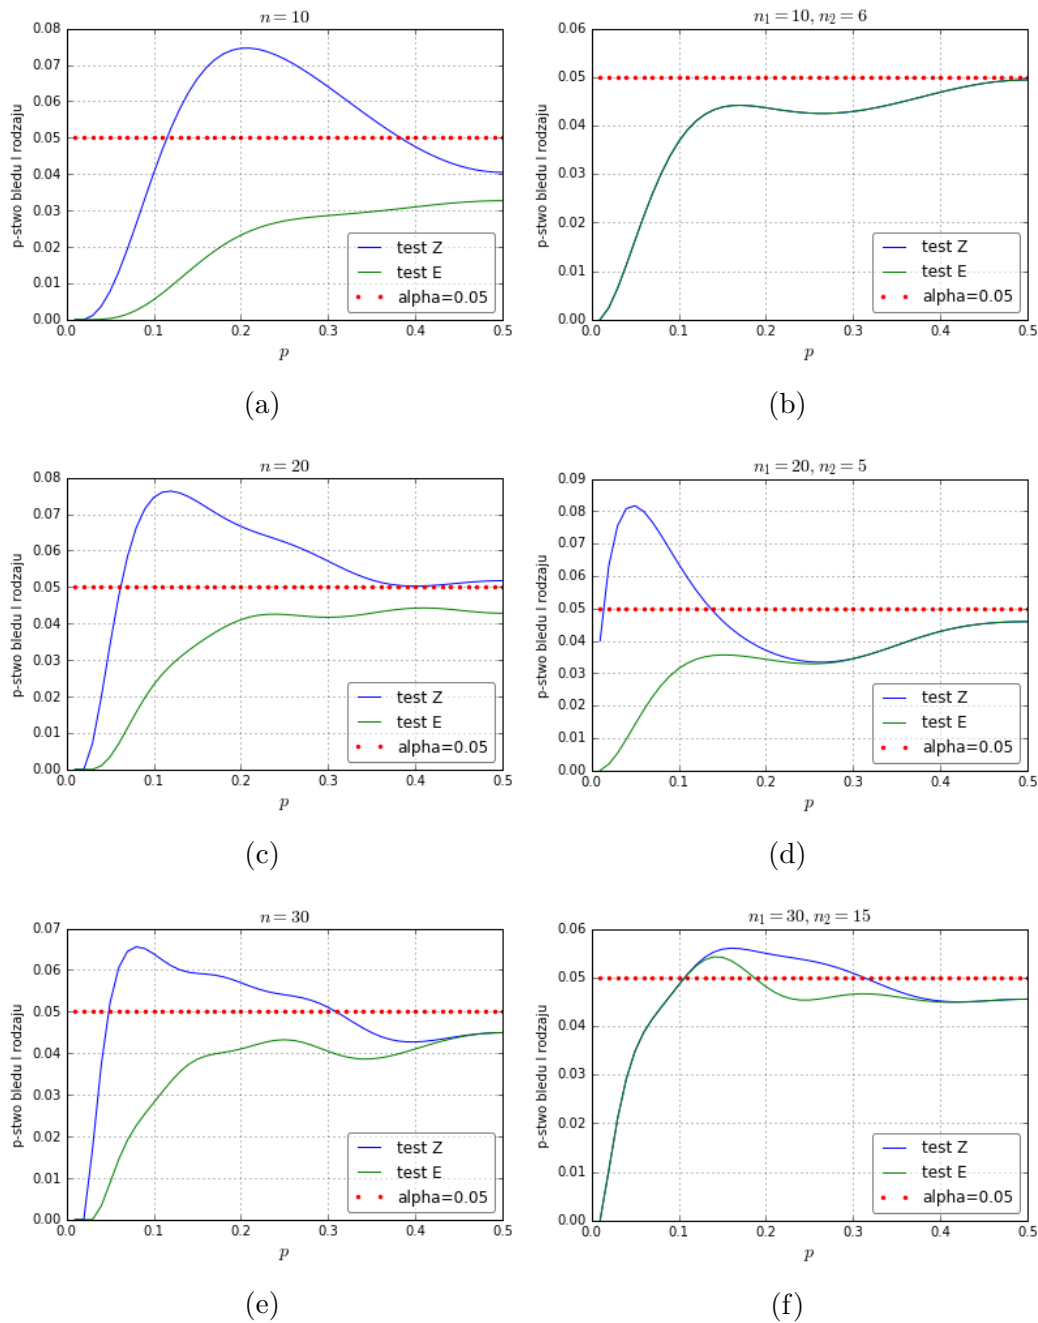 n = 10
0.08
0.07
0.06
0.05
0.04
0.03
0.02
0.01
0.00
p-stwo bledu I rodzaju
test Z
test E
alpha=0.05
0.0 0.1 0.2 0.3 0.4 0.5
p
(a)
n₁ = 10, n₂ = 6
0.06
0.05
0.04
0.03
0.02
0.01
0.00
p-stwo bledu I rodzaju
test Z
test E
alpha=0.05
0.0 0.1 0.2 0.3 0.4 0.5
p
(b)
n = 20
0.08
0.07
0.06
0.05
0.04
0.03
0.02
0.01
0.00
p-stwo bledu I rodzaju
test Z
test E
alpha=0.05
0.0 0.1 0.2 0.3 0.4 0.5
p
(c)
n₁ = 20, n₂ = 5
0.09
0.08
0.07
0.06
0.05
0.04
0.03
0.02
0.01
0.00
p-stwo bledu I rodzaju
test Z
test E
alpha=0.05
0.0 0.1 0.2 0.3 0.4 0.5
p
(d)
n = 30
0.07
0.06
0.05
0.04
0.03
0.02
0.01
0.00
p-stwo bledu I rodzaju
test Z
test E
alpha=0.05
0.0 0.1 0.2 0.3 0.4 0.5
p
(e)
n₁ = 30, n₂ = 15
0.06
0.05
0.04
0.03
0.02
0.01
0.00
p-stwo bledu I rodzaju
test Z
test E
alpha=0.05
0.0 0.1 0.2 0.3 0.4 0.5
p
(f)